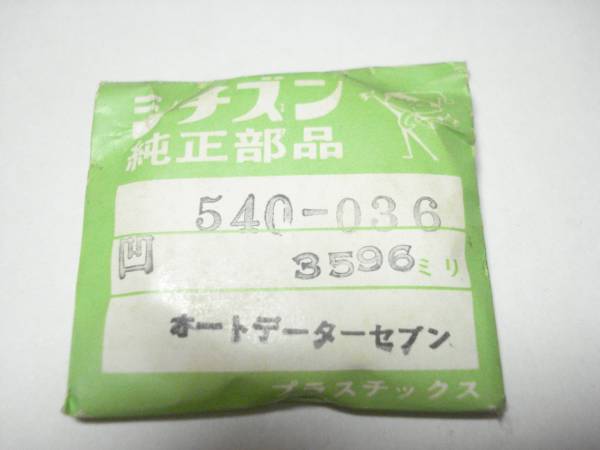 シチズン
純正部品
540-036
3596ミリ
オートデーターセブン
プラスチックス